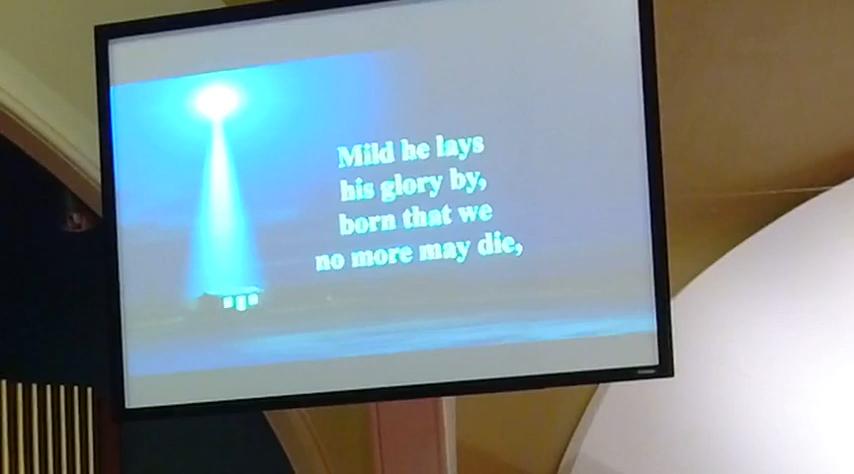 Mild he lays
his glory by,
born that we
no more may die,